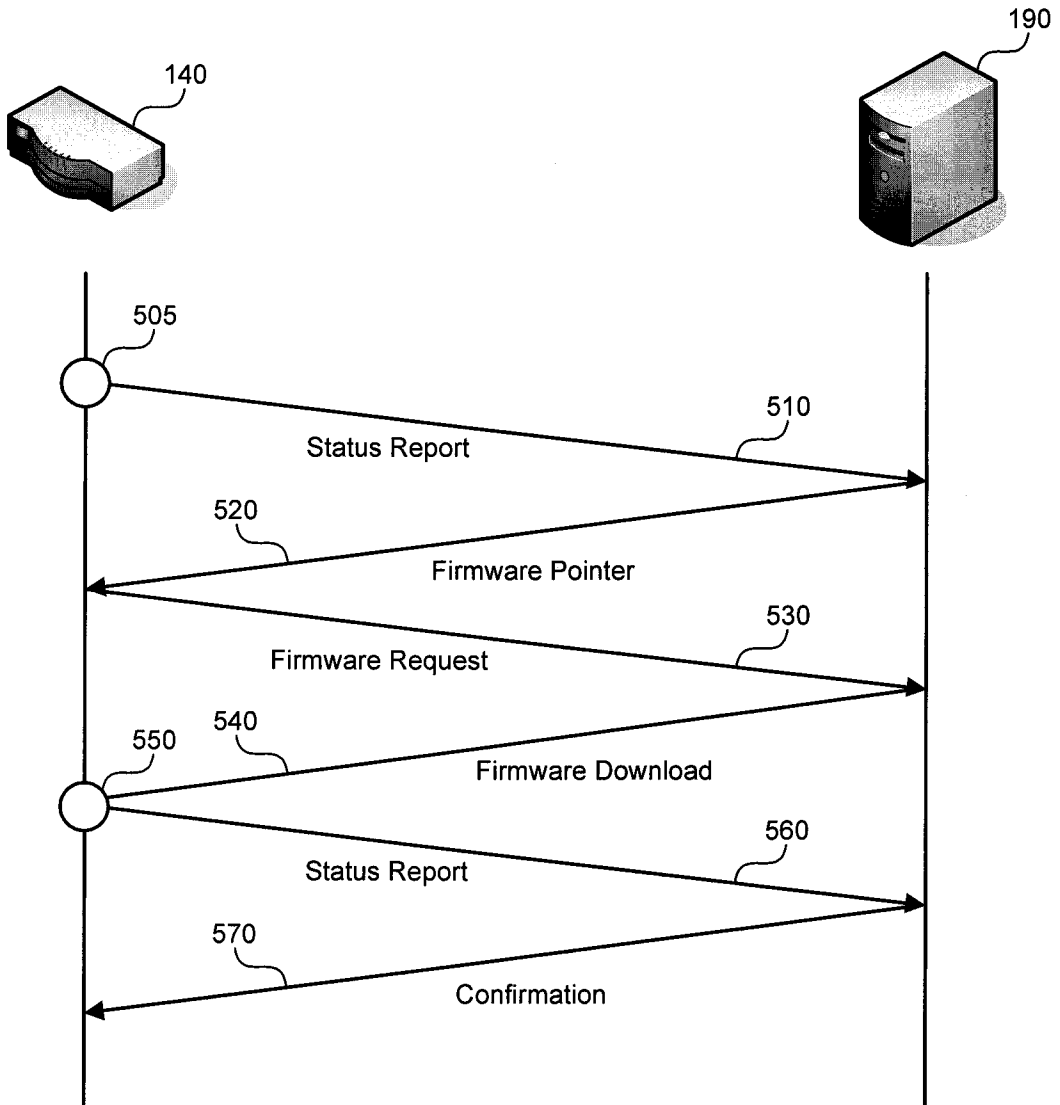 190
140
505
510
Status Report
520
Firmware Pointer
530
Firmware Request
540
550
Firmware Download
560
Status Report
570
Confirmation